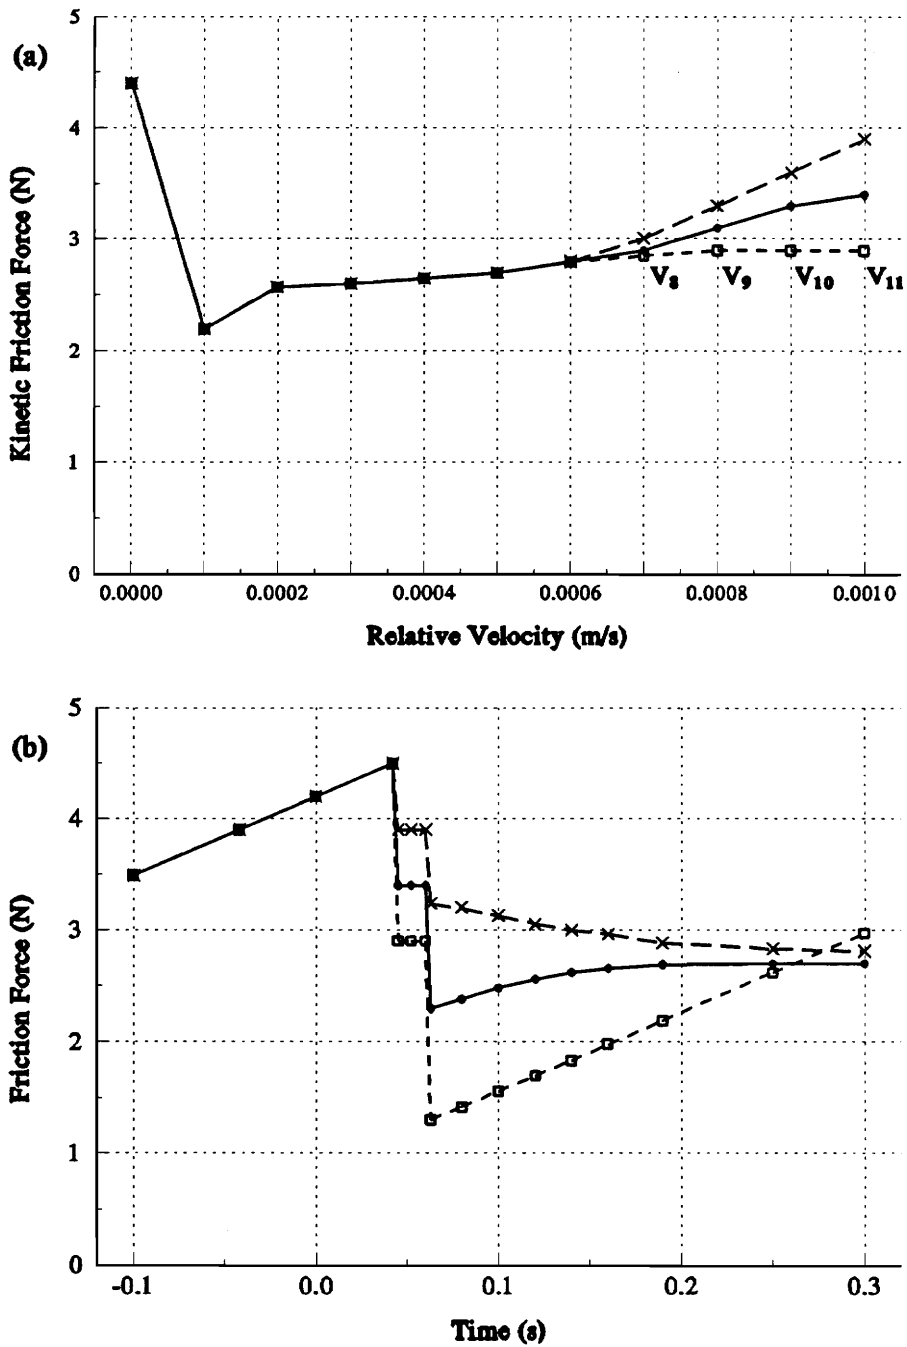 (a)
Kinetic Friction Force (N)
5
4
3
2
1
0
V8 V9 V10 V11
0.0000 0.0002 0.0004 0.0006 0.0008 0.0010
Relative Velocity (m/s)
(b)
Friction Force (N)
5
4
3
2
1
0
-0.1 0.0 0.1 0.2 0.3
Time (s)